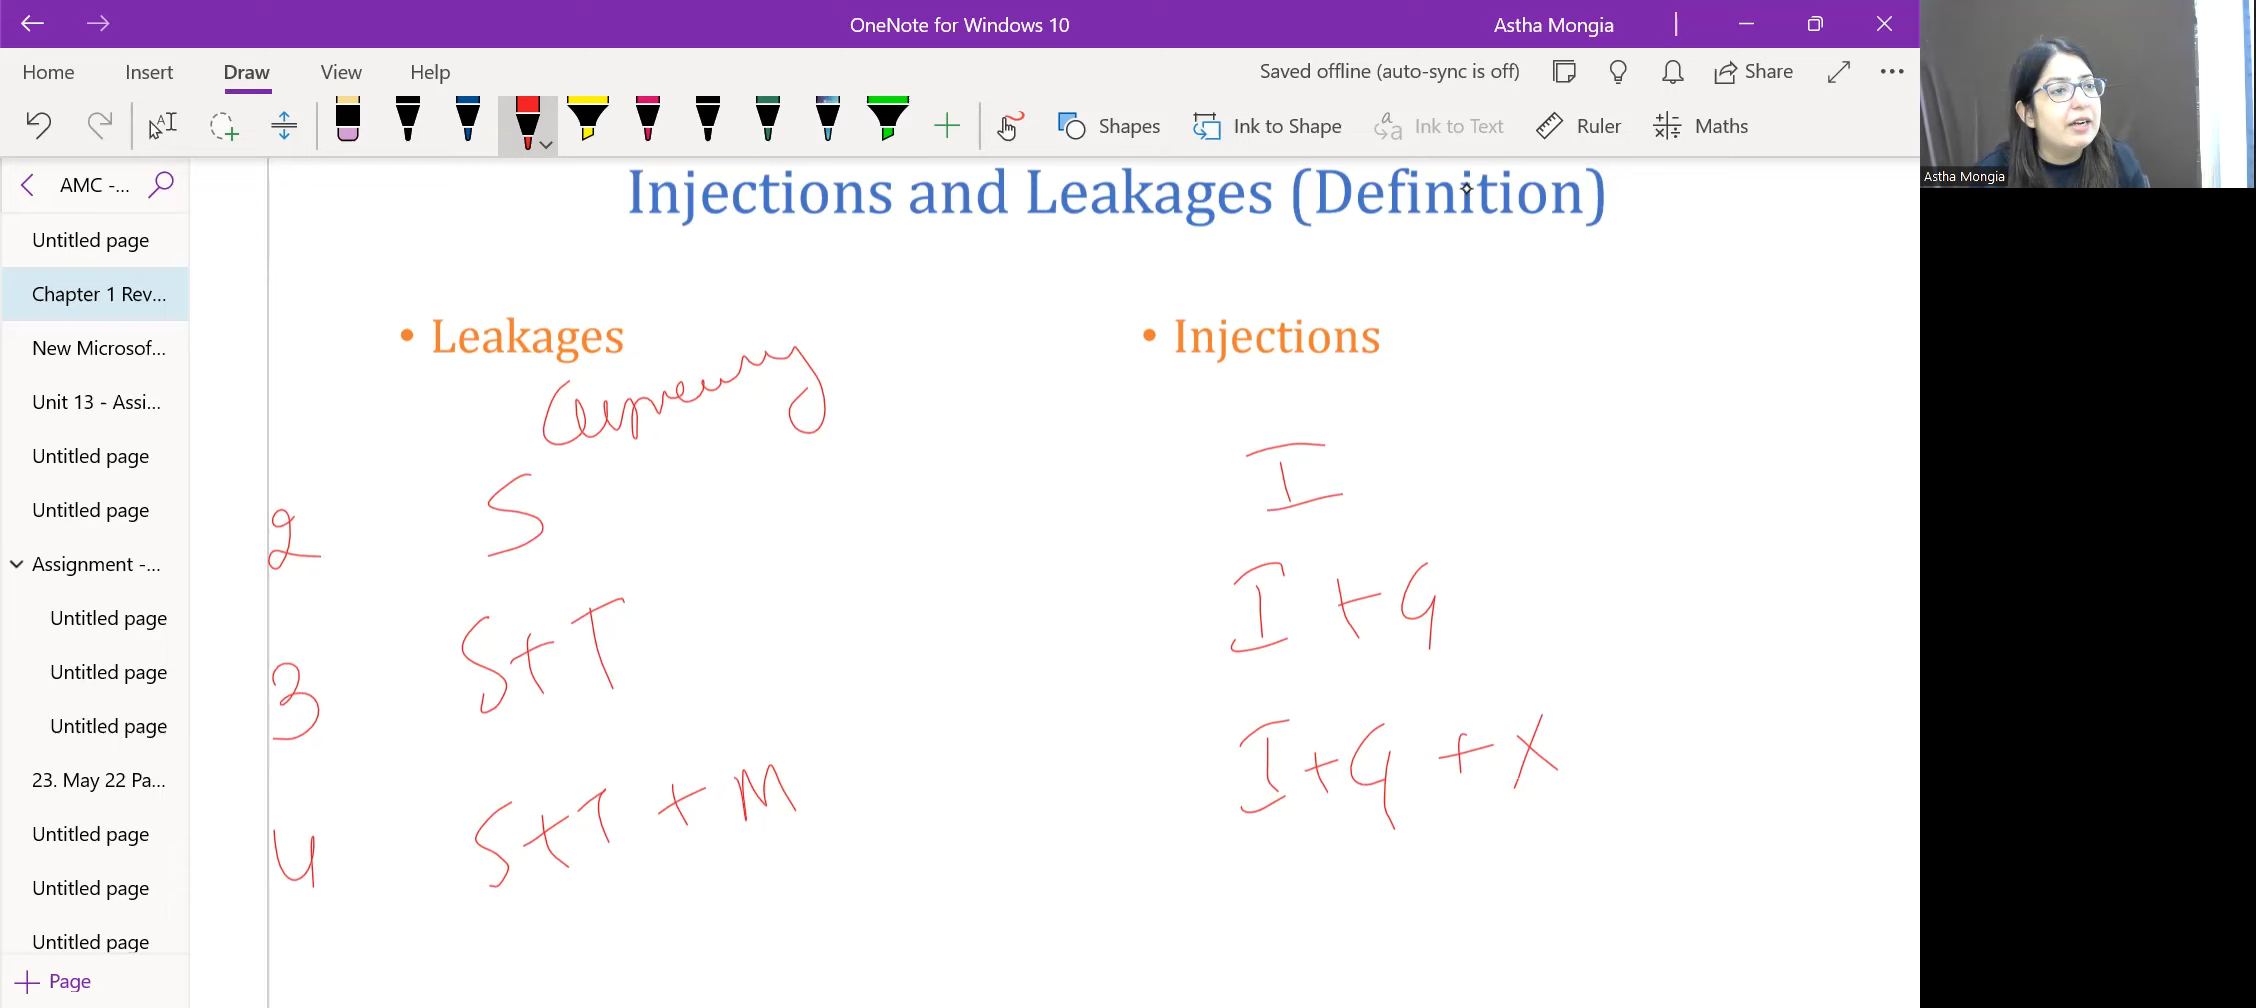 OneNote for Windows 10
Astha Mongia
Home Insert Draw View Help
Saved offline (auto-sync is off) Share
Shapes Ink to Shape Ink to Text Ruler Maths
Astha Mongia
AMC -...
Untitled page
Chapter 1 Rev...
New Microsof...
Unit 13 - Assi...
Untitled page
Untitled page
Assignment -...
Untitled page
Untitled page
Untitled page
23. May 22 Pa...
Untitled page
Untitled page
Untitled page
Page
Injections and Leakages (Definition)
• Leakages
• Injections
2 S I
3 S+T I + G
4 S+T + M I+G + X